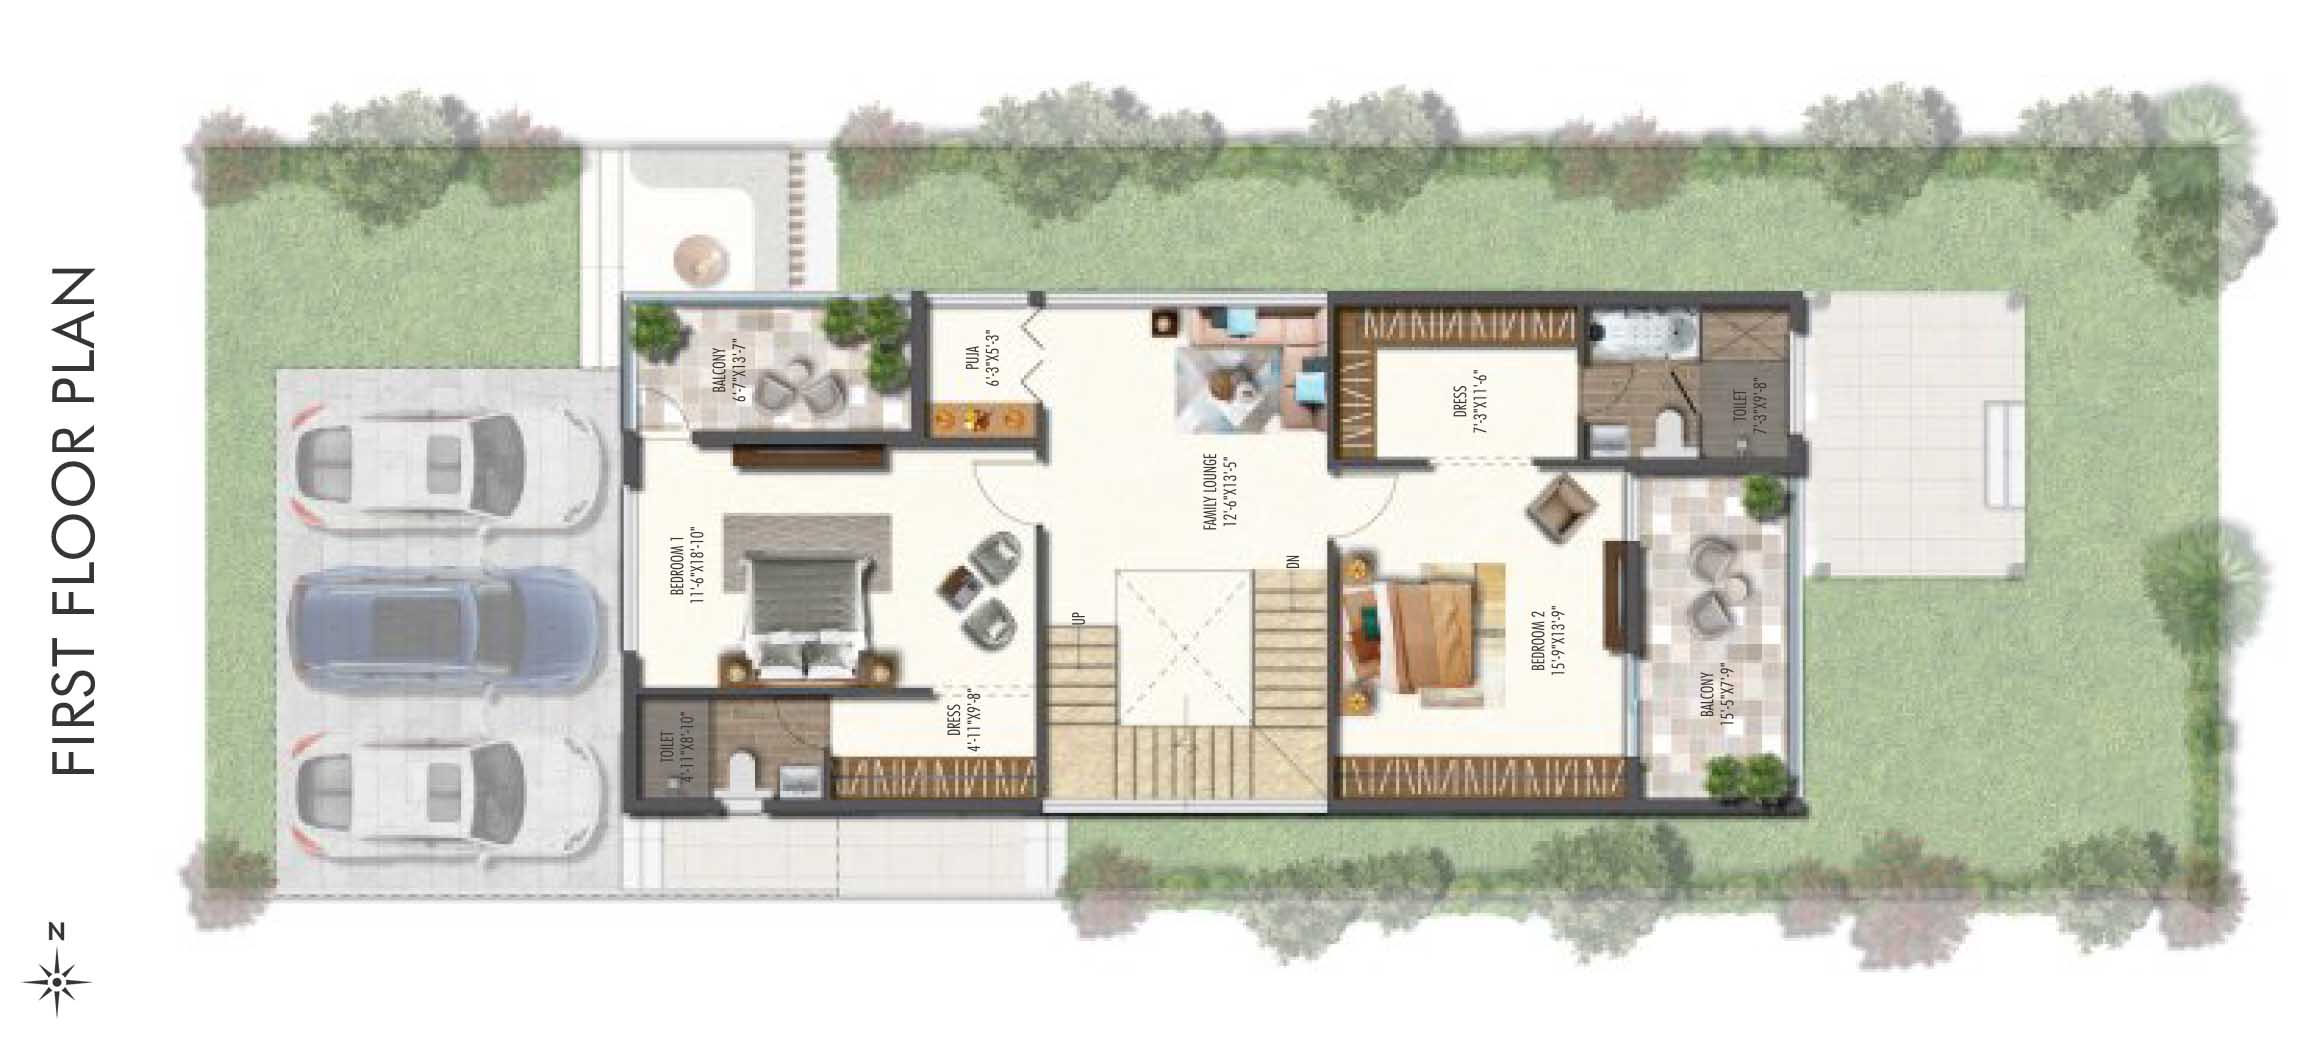 FIRST FLOOR PLAN
N
BALCONY
6'-7"X13'-7"
PUJA
6'-3"X5'-3"
BEDROOM 1
11'-6"X18'-10"
TOILET
4'-11"X8'-10"
DRESS
4'-11"X9'-8"
UP
FAMILY LOUNGE
12'-6"X13'-5"
DN
DRESS
7'-3"X11'-6"
TOILET
7'-3"X9'-8"
BEDROOM 2
15'-9"X13'-9"
BALCONY
15'-5"X7'-9"